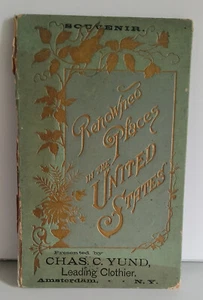 SOUVENIR.
Renowned
Places
IN THE
UNITED
STATES
Presented by
CHAS. C. YUND,
Leading Clothier,
Amsterdam, - - N. Y.